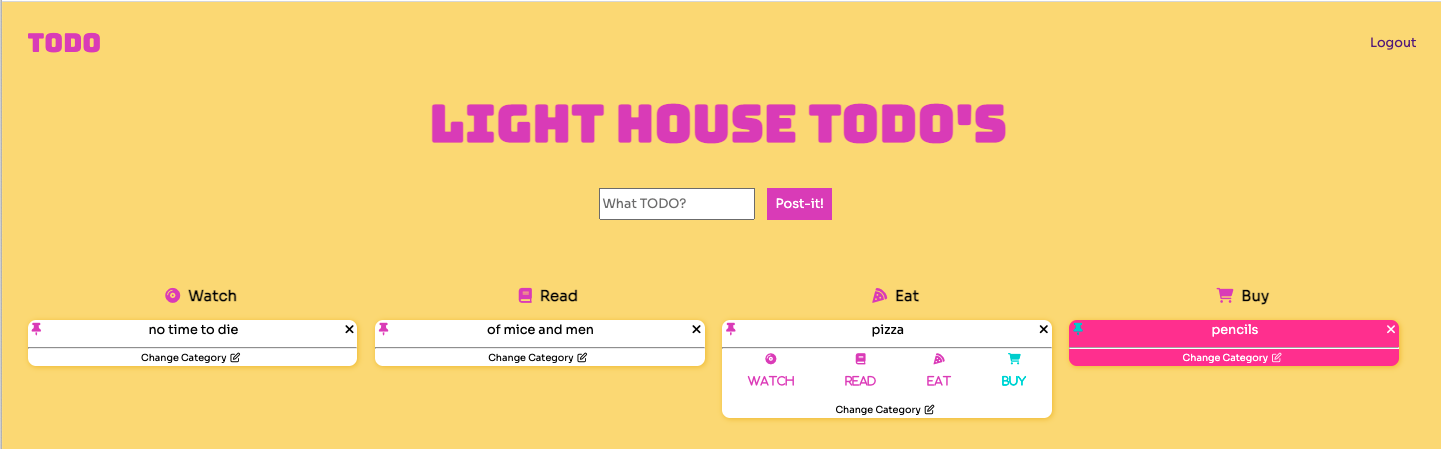 TODO
Logout
LIGHT HOUSE TODO'S
What TODO?
Post-it!
Watch
Read
Eat
Buy
no time to die
of mice and men
pizza
pencils
Change Category
Change Category
WATCH
READ
EAT
BUY
Change Category
Change Category